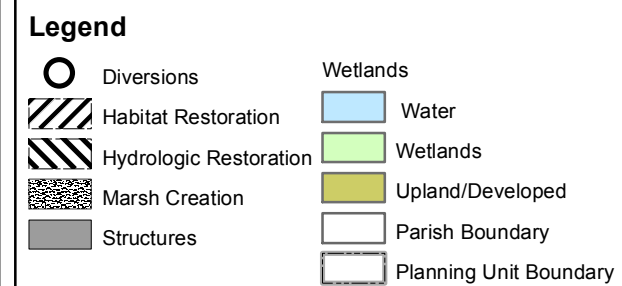 Legend
Diversions
Habitat Restoration
Hydrologic Restoration
Marsh Creation
Structures
Wetlands
Water
Wetlands
Upland/Developed
Parish Boundary
Planning Unit Boundary